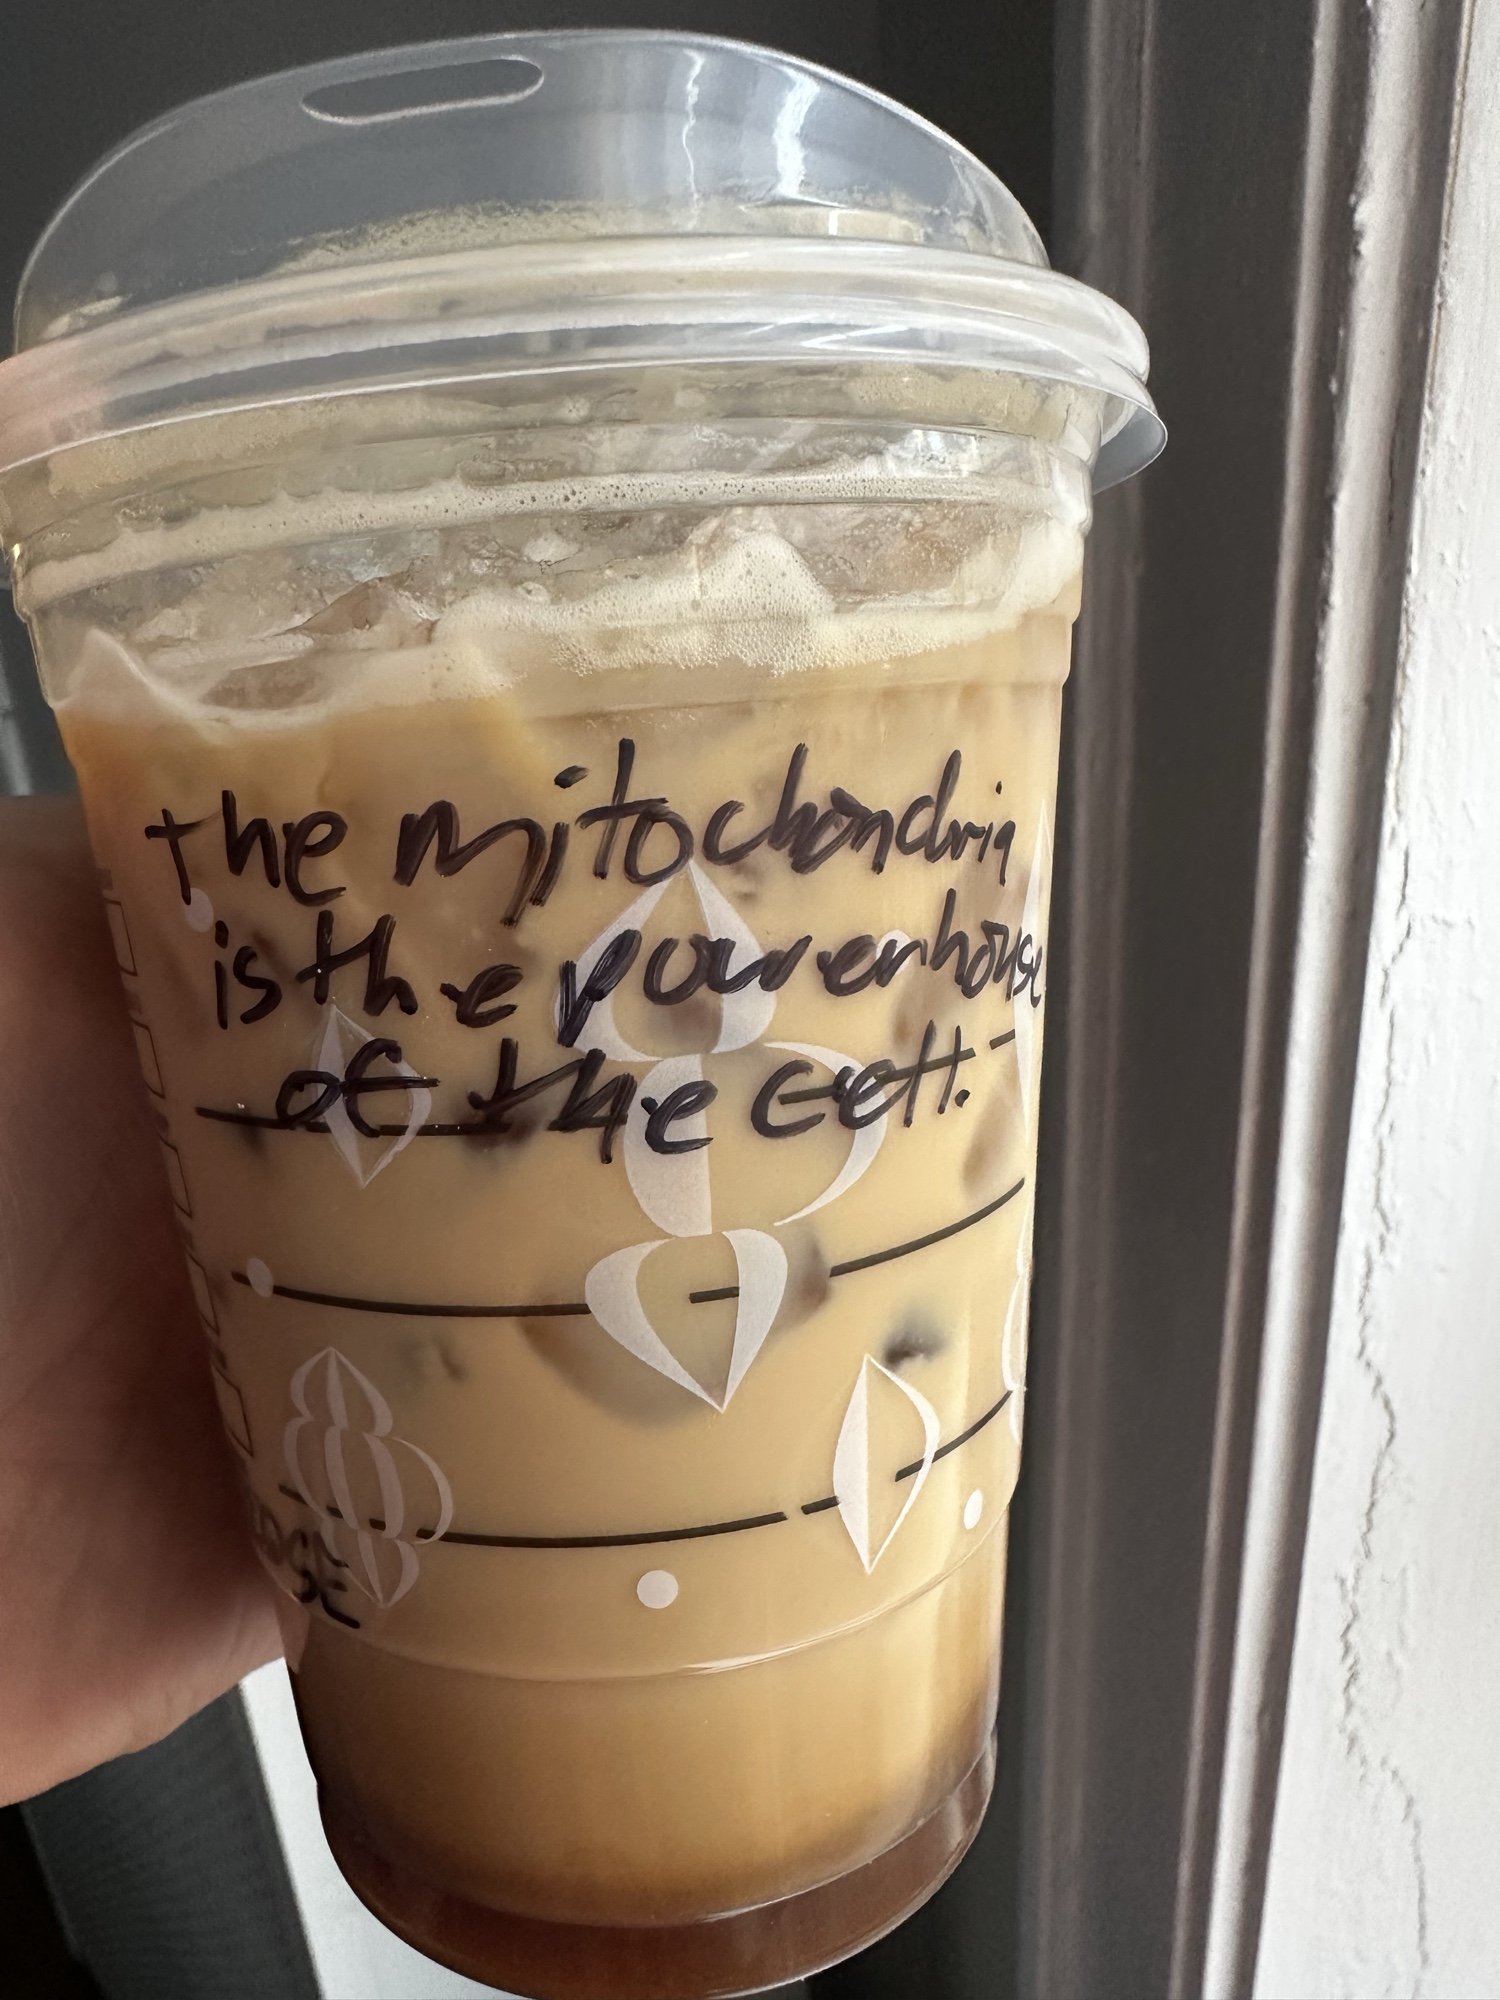 the mitochondria
is the powerhouse
of the cell.